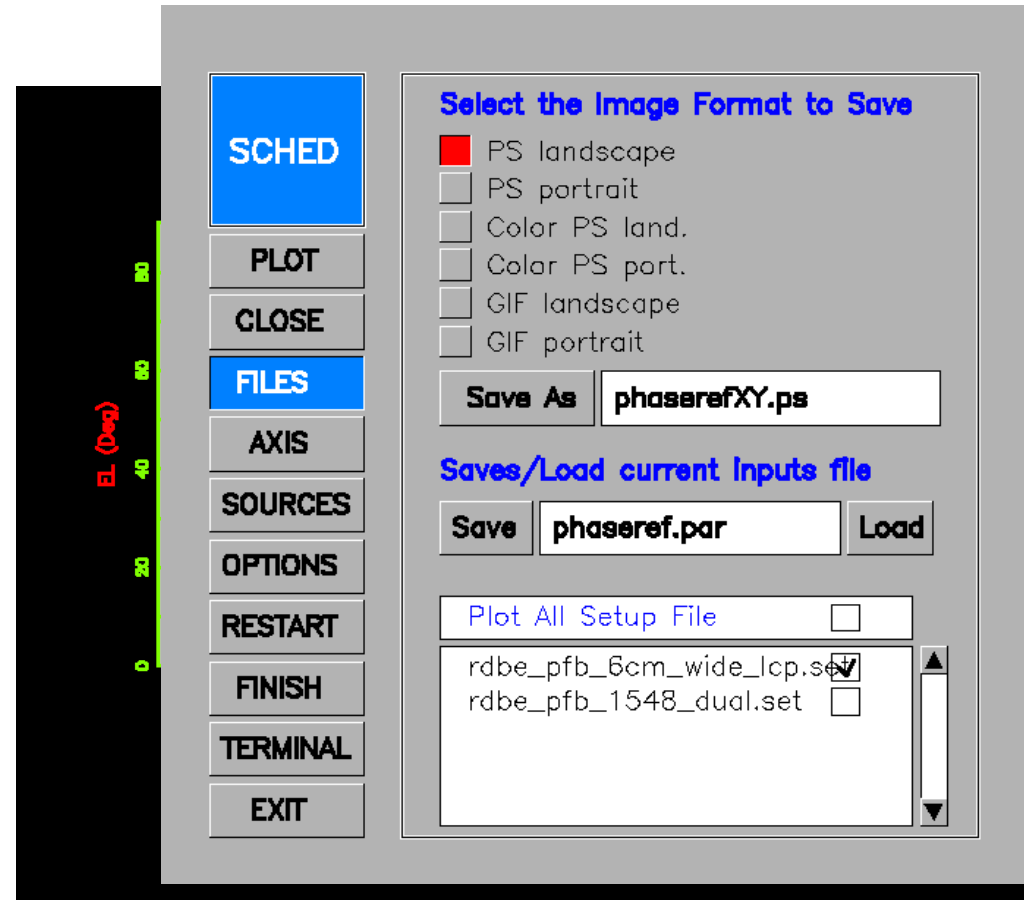 SCHED
PLOT
CLOSE
FILES
AXIS
SOURCES
OPTIONS
RESTART
FINISH
TERMINAL
EXIT
Select the Image Format to Save
PS landscape
PS portrait
Color PS land.
Color PS port.
GIF landscape
GIF portrait
Save As phaserefXY.ps
Saves/Load current inputs file
Save phaseref.par Load
Plot All Setup File
rdbe_pfb_6cm_wide_lcp.set
rdbe_pfb_1548_dual.set
EL (Deg)
80
60
40
20
0